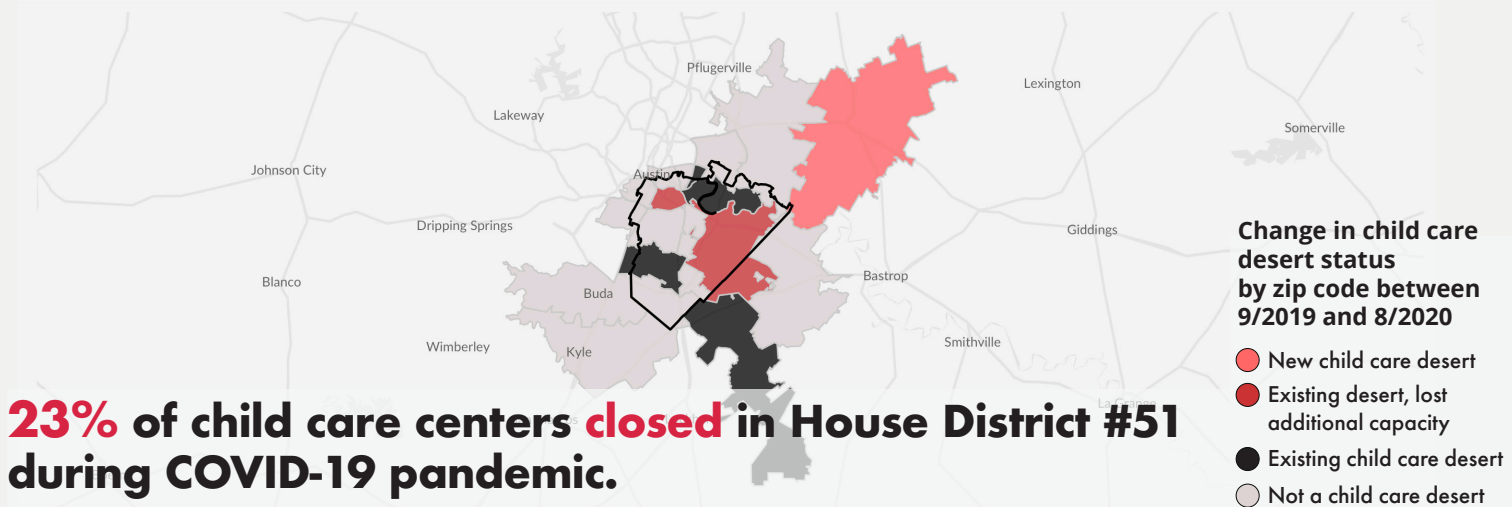 Pflugerville
Lexington
Lakeway
Somerville
Johnson City
Austin
Dripping Springs
Giddings
Bastrop
Blanco
Buda
Smithville
Wimberley
Kyle
La Grange
Change in child care
desert status
by zip code between
9/2019 and 8/2020
New child care desert
Existing desert, lost
additional capacity
Existing child care desert
Not a child care desert
23% of child care centers closed in House District #51
during COVID-19 pandemic.